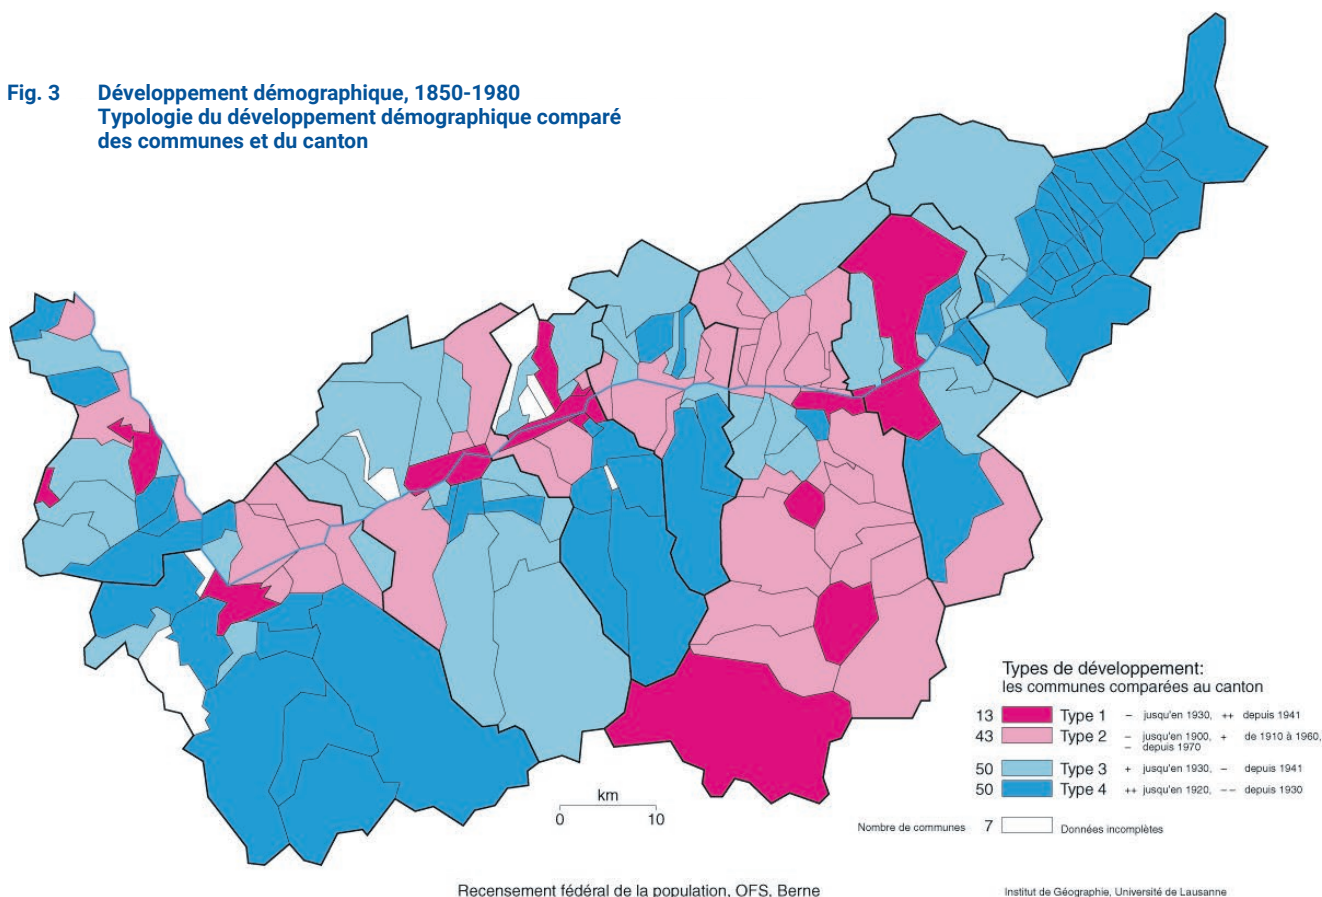 Fig. 3 Développement démographique, 1850-1980
Typologie du développement démographique comparé
des communes et du canton
Types de développement:
les communes comparées au canton
13 Type 1 – jusqu'en 1930, ++ depuis 1941
43 Type 2 – jusqu'en 1900, + de 1910 à 1960,
– depuis 1970
50 Type 3 + jusqu'en 1930, – depuis 1941
50 Type 4 ++ jusqu'en 1920, – – depuis 1930
Nombre de communes 7 Données incomplètes
km
0 10
Recensement fédéral de la population, OFS, Berne
Institut de Géographie, Université de Lausanne